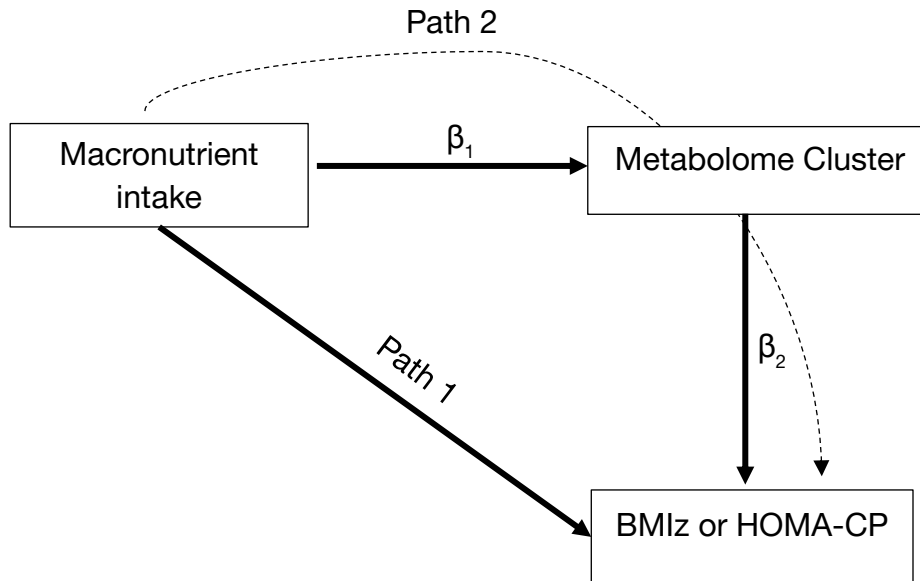 Path 2
Macronutrient
intake
β₁
Metabolome Cluster
Path 1
β₂
BMIz or HOMA-CP